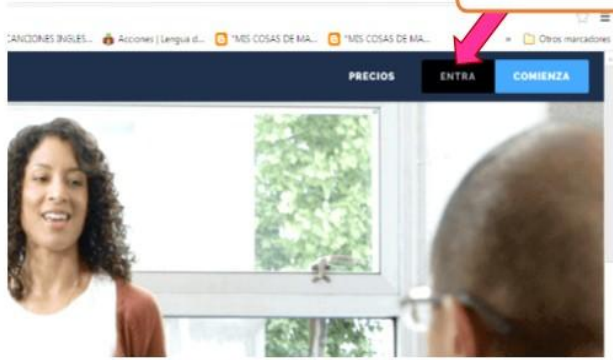 CANCIONES INGLES... Acciones | Lengua d... "MIS COSAS DE MA... "MIS COSAS DE MA... » Otros marcadores
PRECIOS ENTRA COMIENZA